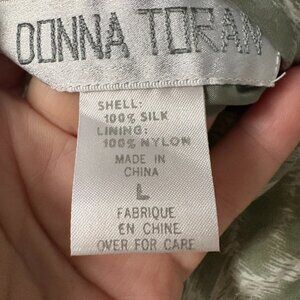 DONNA TORAN
SHELL:
100% SILK
LINING:
100% NYLON
MADE IN
CHINA
L
FABRIQUE
EN CHINE
OVER FOR CARE